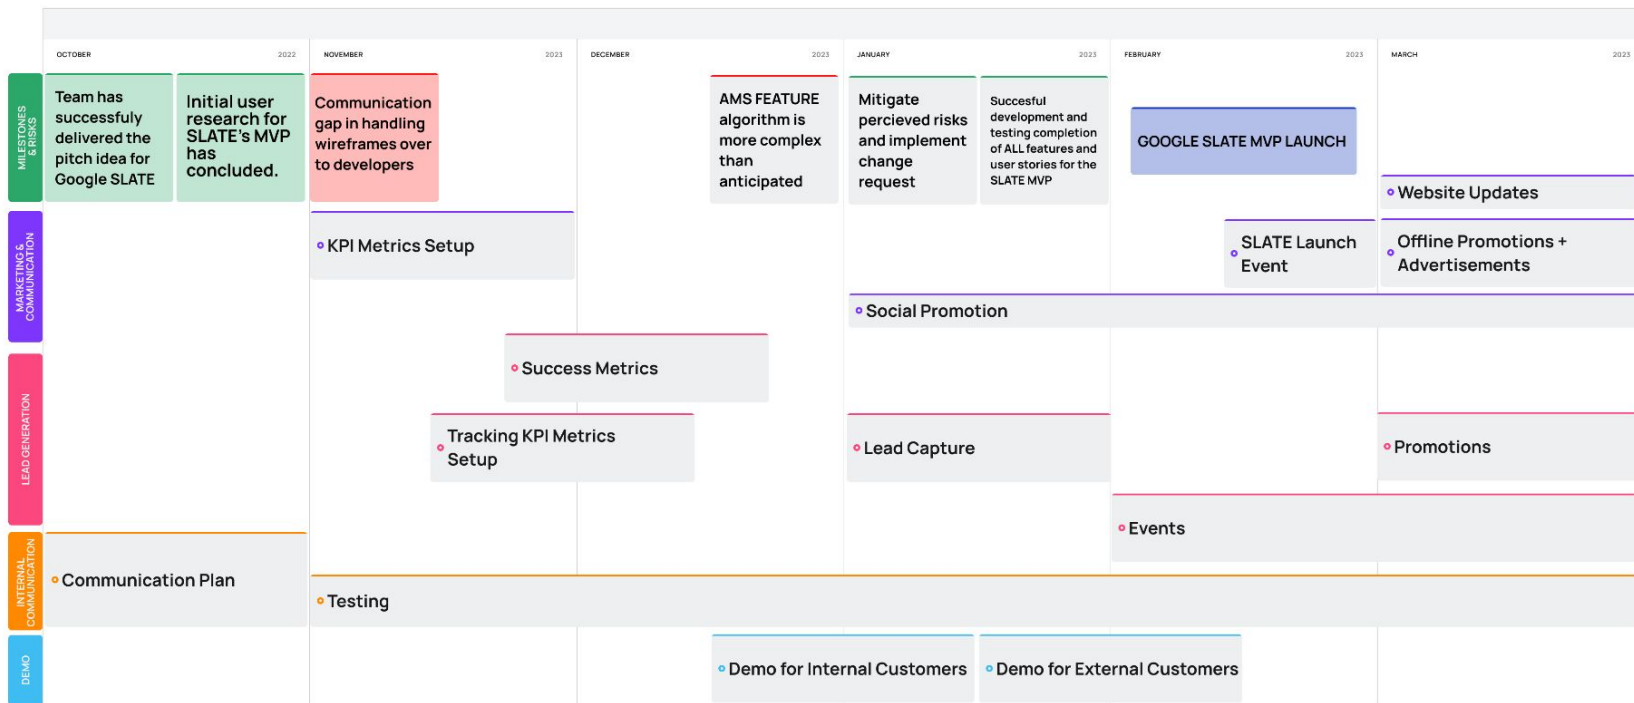 OCTOBER 2022
NOVEMBER 2023
DECEMBER 2023
JANUARY 2023
FEBRUARY 2023
MARCH 2023
MILESTONES
& RISKS
Team has
successfuly
delivered the
pitch idea for
Google SLATE
Initial user
research for
SLATE's MVP
has
concluded.
Communication
gap in handling
wireframes over
to developers
AMS FEATURE
algorithm is
more complex
than
anticipated
Mitigate
percieved risks
and implement
change
request
Succesful
development and
testing completion
of ALL features and
user stories for the
SLATE MVP
GOOGLE SLATE MVP LAUNCH
Website Updates
MARKETING &
COMMUNICATION
KPI Metrics Setup
SLATE Launch
Event
Offline Promotions +
Advertisements
Social Promotion
LEAD GENERATION
Success Metrics
Tracking KPI Metrics
Setup
Lead Capture
Promotions
Events
INTERNAL
COMMUNICATION
Communication Plan
Testing
DEMO
Demo for Internal Customers
Demo for External Customers